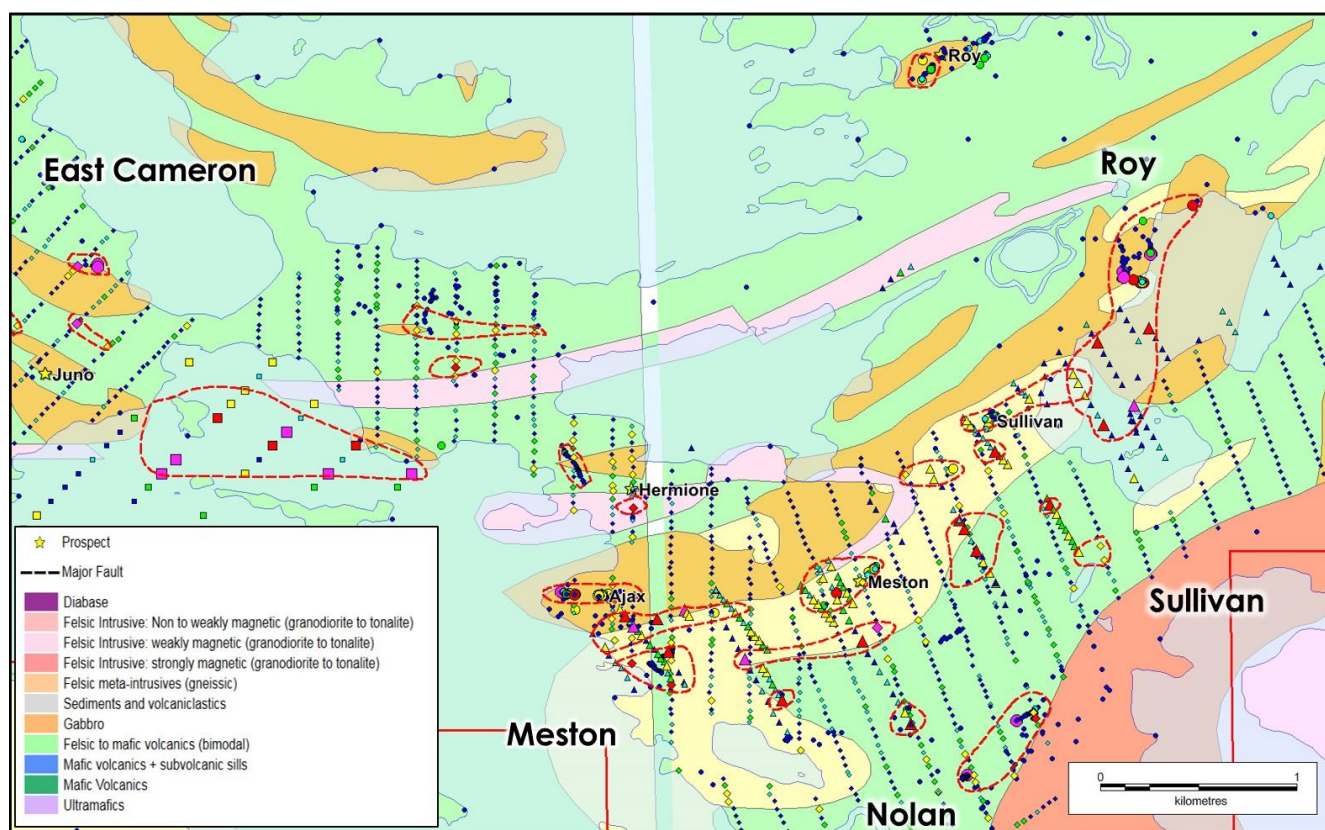 Roy
East Cameron
Roy
Juno
Sullivan
Hermione
Meston
Ajax
Sullivan
Meston
Nolan
Prospect
Major Fault
Diabase
Felsic Intrusive: Non to weakly magnetic (granodiorite to tonalite)
Felsic Intrusive: weakly magnetic (granodiorite to tonalite)
Felsic Intrusive: strongly magnetic (granodiorite to tonalite)
Felsic meta-intrusives (gneissic)
Sediments and volcaniclastics
Gabbro
Felsic to mafic volcanics (bimodal)
Mafic volcanics + subvolcanic sills
Mafic Volcanics
Ultramafics
0 1
kilometres